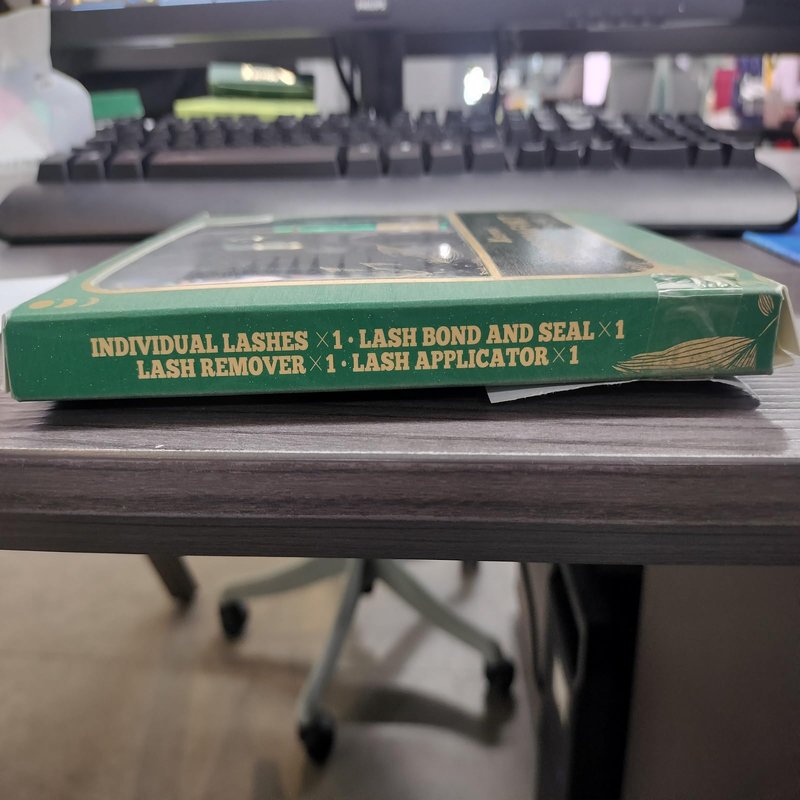 INDIVIDUAL LASHES ×1 · LASH BOND AND SEAL ×1
LASH REMOVER ×1 · LASH APPLICATOR ×1